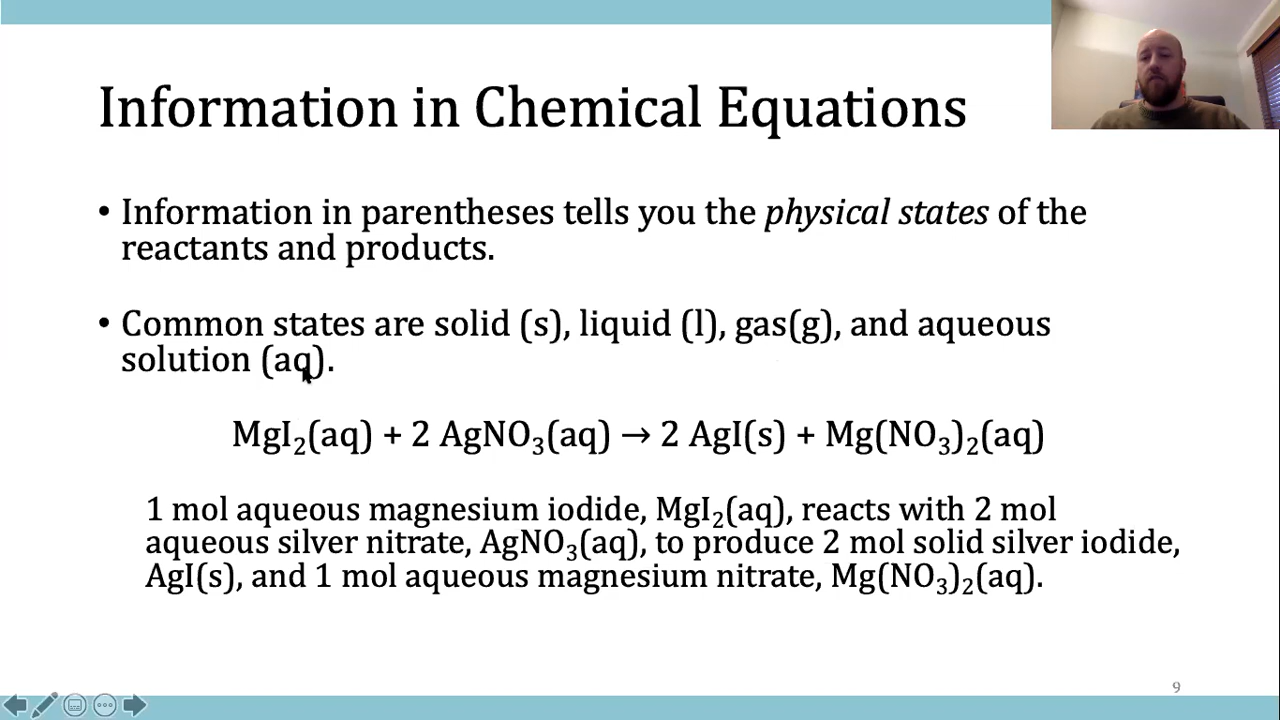 Information in Chemical Equations
• Information in parentheses tells you the physical states of the
reactants and products.
• Common states are solid (s), liquid (l), gas(g), and aqueous
solution (aq).
MgI₂(aq) + 2 AgNO₃(aq) → 2 AgI(s) + Mg(NO₃)₂(aq)
1 mol aqueous magnesium iodide, MgI₂(aq), reacts with 2 mol
aqueous silver nitrate, AgNO₃(aq), to produce 2 mol solid silver iodide,
AgI(s), and 1 mol aqueous magnesium nitrate, Mg(NO₃)₂(aq).
9